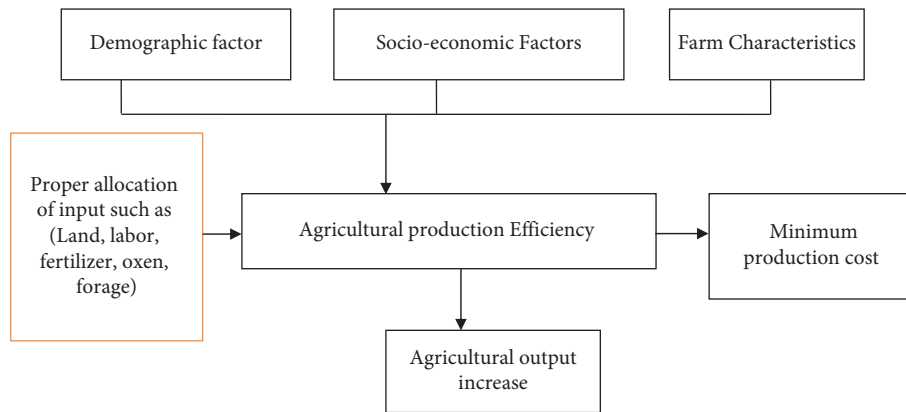 Demographic factor
Socio-economic Factors
Farm Characteristics
Proper allocation
of input such as
(Land, labor,
fertilizer, oxen,
forage)
Agricultural production Efficiency
Minimum
production cost
Agricultural output
increase